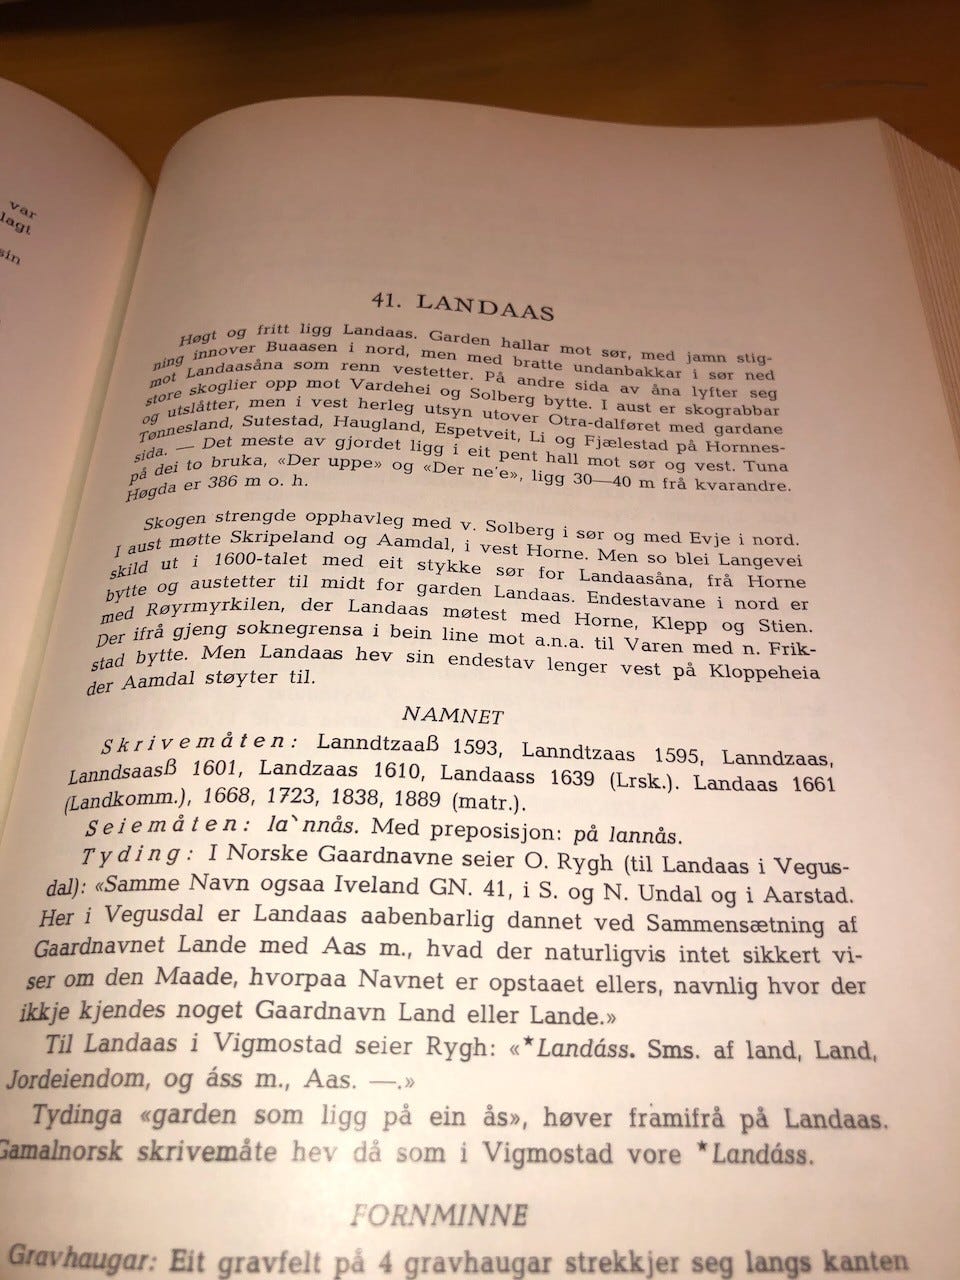 var
lagt
sin
41. LANDAAS
Høgt og fritt ligg Landaas. Garden hallar mot sør, med jamn stig-
ning innover Buaasen i nord, men med bratte undanbakkar i sør ned
mot Landaasåna som renn vestetter. På andre sida av åna lyfter seg
store skoglier opp mot Vardehei og Solberg bytte. I aust er skograbbar
og utslåtter, men i vest herleg utsyn utover Otra-dalføret med gardane
Tønnesland, Sutestad, Haugland, Espetveit, Li og Fjælestad på Hornnes-
sida. — Det meste av gjordet ligg i eit pent hall mot sør og vest. Tuna
på dei to bruka, «Der uppe» og «Der ne'e», ligg 30—40 m frå kvarandre.
Høgda er 386 m o. h.
Skogen strengde opphavleg med v. Solberg i sør og med Evje i nord.
I aust møtte Skripeland og Aamdal, i vest Horne. Men so blei Langevei
skild ut i 1600-talet med eit stykke sør for Landaasåna, frå Horne
bytte og austetter til midt for garden Landaas. Endestavane i nord er
med Røyrmyrkilen, der Landaas møtest med Horne, Klepp og Stien.
Der ifrå gjeng soknegrensa i bein line mot a.n.a. til Varen med n. Frik-
stad bytte. Men Landaas hev sin endestav lenger vest på Kloppeheia
der Aamdal støyter til.
NAMNET
Skrivemåten: Lanndtzaaß 1593, Lanndtzaas 1595, Lanndzaas,
Lanndsaasß 1601, Landzaas 1610, Landaass 1639 (Lrsk.). Landaas 1661
(Landkomm.), 1668, 1723, 1838, 1889 (matr.).
Seiemåten: la`nnås. Med preposisjon: på lannås.
Tyding: I Norske Gaardnavne seier O. Rygh (til Landaas i Vegus-
dal): «Samme Navn ogsaa Iveland GN. 41, i S. og N. Undal og i Aarstad.
Her i Vegusdal er Landaas aabenbarlig dannet ved Sammensætning af
Gaardnavnet Lande med Aas m., hvad der naturligvis intet sikkert vi-
ser om den Maade, hvorpaa Navnet er opstaaet ellers, navnlig hvor der
ikkje kjendes noget Gaardnavn Land eller Lande.»
Til Landaas i Vigmostad seier Rygh: «*Landáss. Sms. af land, Land,
Jordeiendom, og áss m., Aas. —.»
Tydinga «garden som ligg på ein ås», høver framifrå på Landaas.
Gamalnorsk skrivemåte hev då som i Vigmostad vore *Landáss.
FORNMINNE
Gravhaugar: Eit gravfelt på 4 gravhaugar strekkjer seg langs kanten